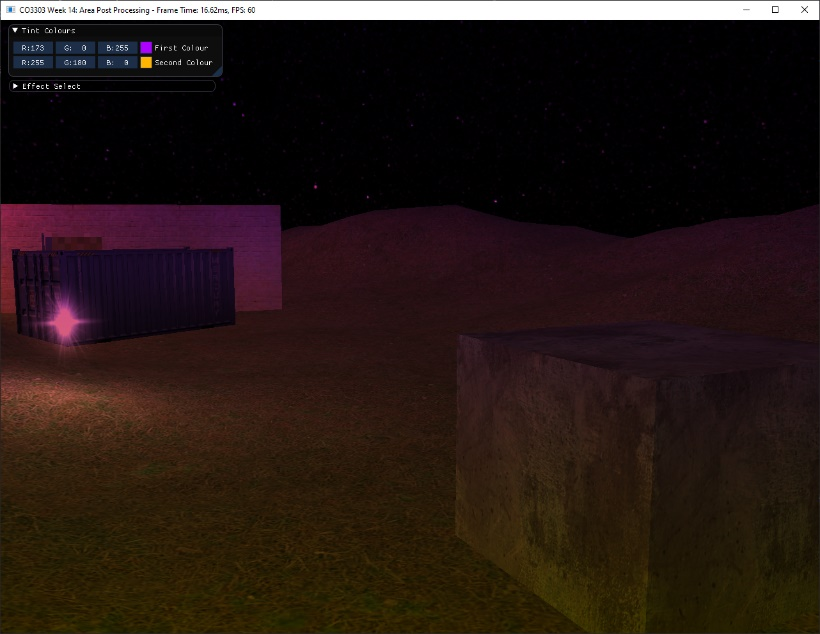 CO3303 Week 14: Area Post Processing - Frame Time: 16.62ms, FPS: 60
Tint Colours
R:173 G: 0 B:255 First Colour
R:255 G:180 B: 0 Second Colour
Effect Select